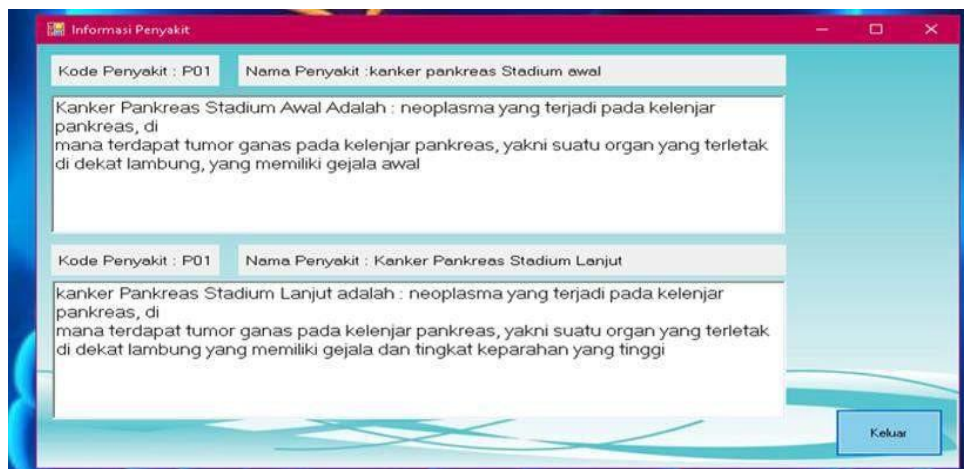 Informasi Penyakit
Kode Penyakit : P01
Nama Penyakit :kanker pankreas Stadium awal
Kanker Pankreas Stadium Awal Adalah : neoplasma yang terjadi pada kelenjar
pankreas, di
mana terdapat tumor ganas pada kelenjar pankreas, yakni suatu organ yang terletak
di dekat lambung, yang memiliki gejala awal
Kode Penyakit : P01
Nama Penyakit : Kanker Pankreas Stadium Lanjut
kanker Pankreas Stadium Lanjut adalah : neoplasma yang terjadi pada kelenjar
pankreas, di
mana terdapat tumor ganas pada kelenjar pankreas, yakni suatu organ yang terletak
di dekat lambung yang memiliki gejala dan tingkat keparahan yang tinggi
Keluar